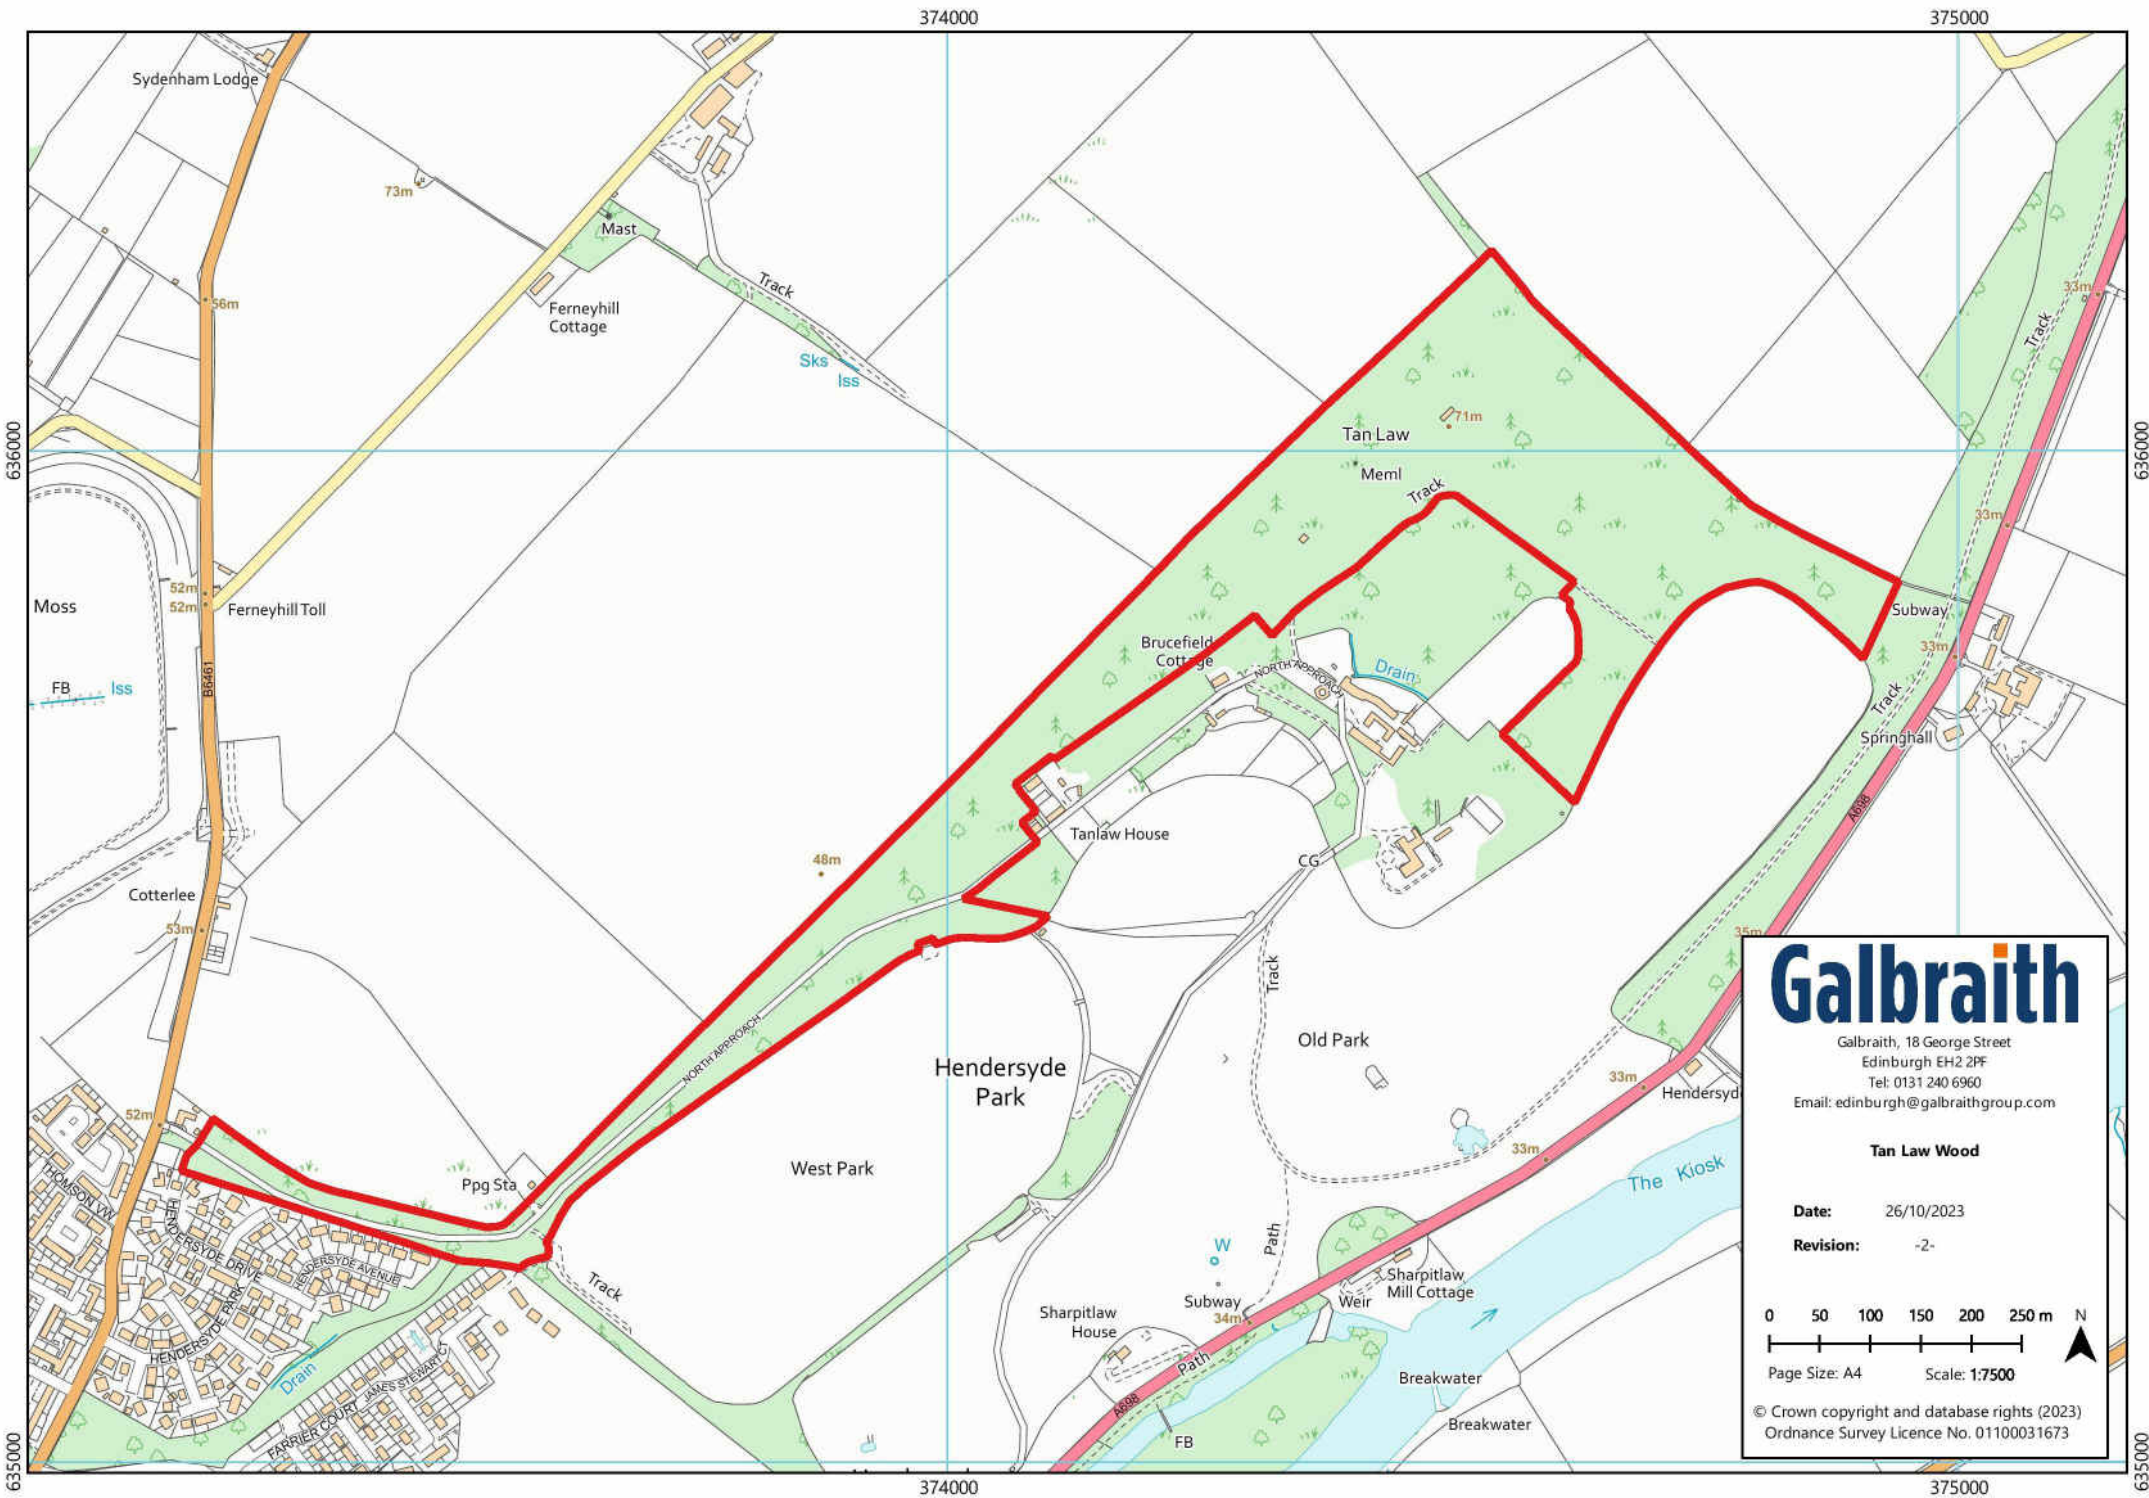 374000
375000
Sydenham Lodge
73m
Mast
Track
56m
Ferneyhill
Cottage
Sks
Iss
33m
Track
71m
Tan Law
636000
636000
Meml
Track
33m
52m
52m
Moss
Ferneyhill Toll
Subway
33m
Brucefield
Cottage
NORTH APPROACH
Drain
FB
Iss
B6461
Track
Springhall
A698
Tanlaw House
48m
CG
Cotterlee
53m
35m
Track
NORTH APPROACH
Old Park
Hendersyde
Park
33m
Hendersyd
52m
33m
West Park
Ppg Sta
The Kiosk
THOMSON VW
HENDERSYDE DRIVE
HENDERSYDE AVENUE
HENDERSYDE PARK
Track
W
Path
Sharpitlaw
Mill Cottage
Subway
Weir
34m
Sharpitlaw
House
Path
Drain
JAMES STEWART CT
FARRIER COURT
A698
Breakwater
Breakwater
FB
635000
635000
374000
375000
Galbraith
Galbraith, 18 George Street
Edinburgh EH2 2PF
Tel: 0131 240 6960
Email: edinburgh@galbraithgroup.com
Tan Law Wood
Date: 26/10/2023
Revision: -2-
0 50 100 150 200 250 m N
Page Size: A4 Scale: 1:7500
© Crown copyright and database rights (2023)
Ordnance Survey Licence No. 01100031673